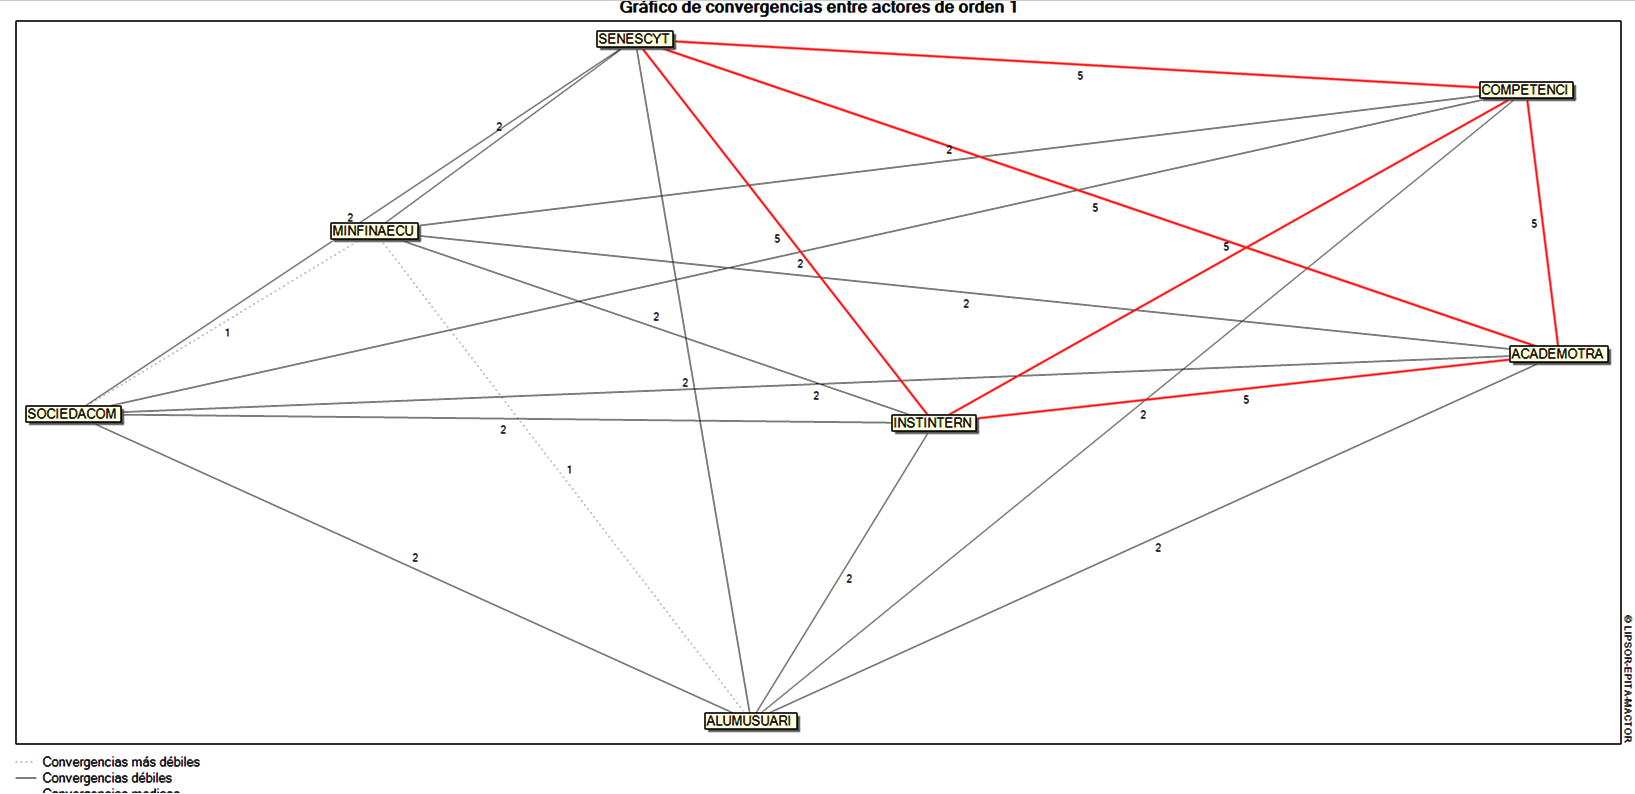 Gráfico de convergencias entre actores de orden 1
SENESCYT
5
COMPETENCI
2
2
5
2
MINFINAECU
5
5
5
2
2
2
1
ACADEMOTRA
2
2
5
SOCIEDACOM
2
INSTINTERN
2
1
2
2
2
ALUMUSUARI
© LIPSOR-EPITA-MACTOR
Convergencias más débiles
Convergencias débiles